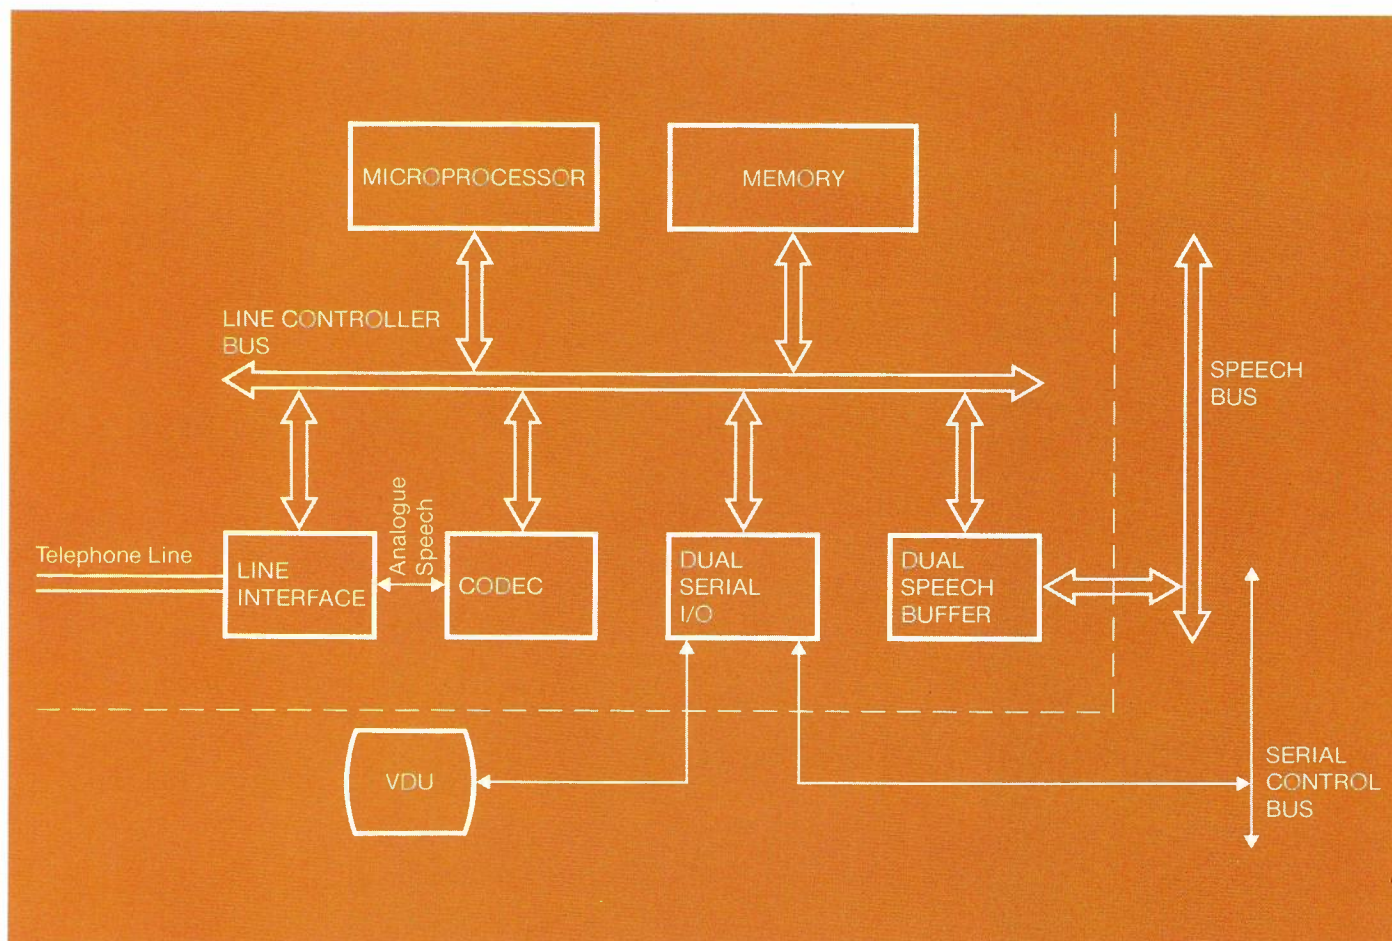 MICROPROCESSOR
MEMORY
LINE CONTROLLER
BUS
SPEECH
BUS
Analogue
Speech
Telephone Line
LINE
INTERFACE
CODEC
DUAL
SERIAL
I/O
DUAL
SPEECH
BUFFER
VDU
SERIAL
CONTROL
BUS